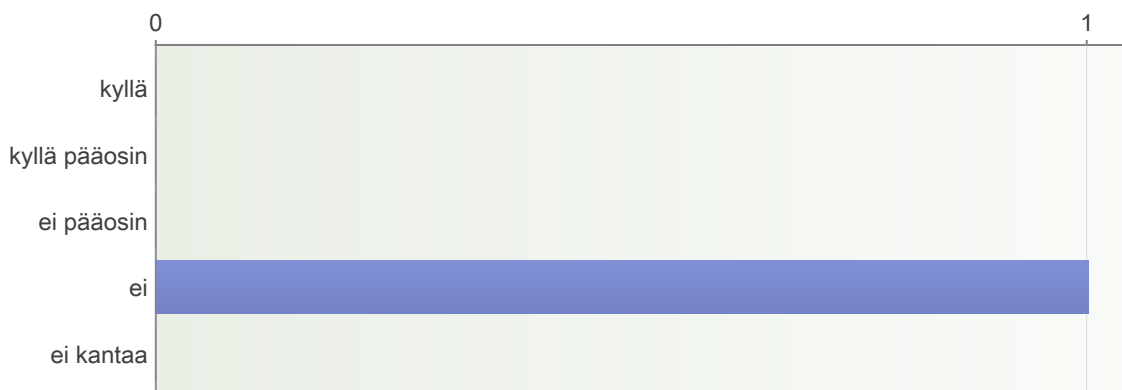 0 1
kyllä
kyllä pääosin
ei pääosin
ei
ei kantaa